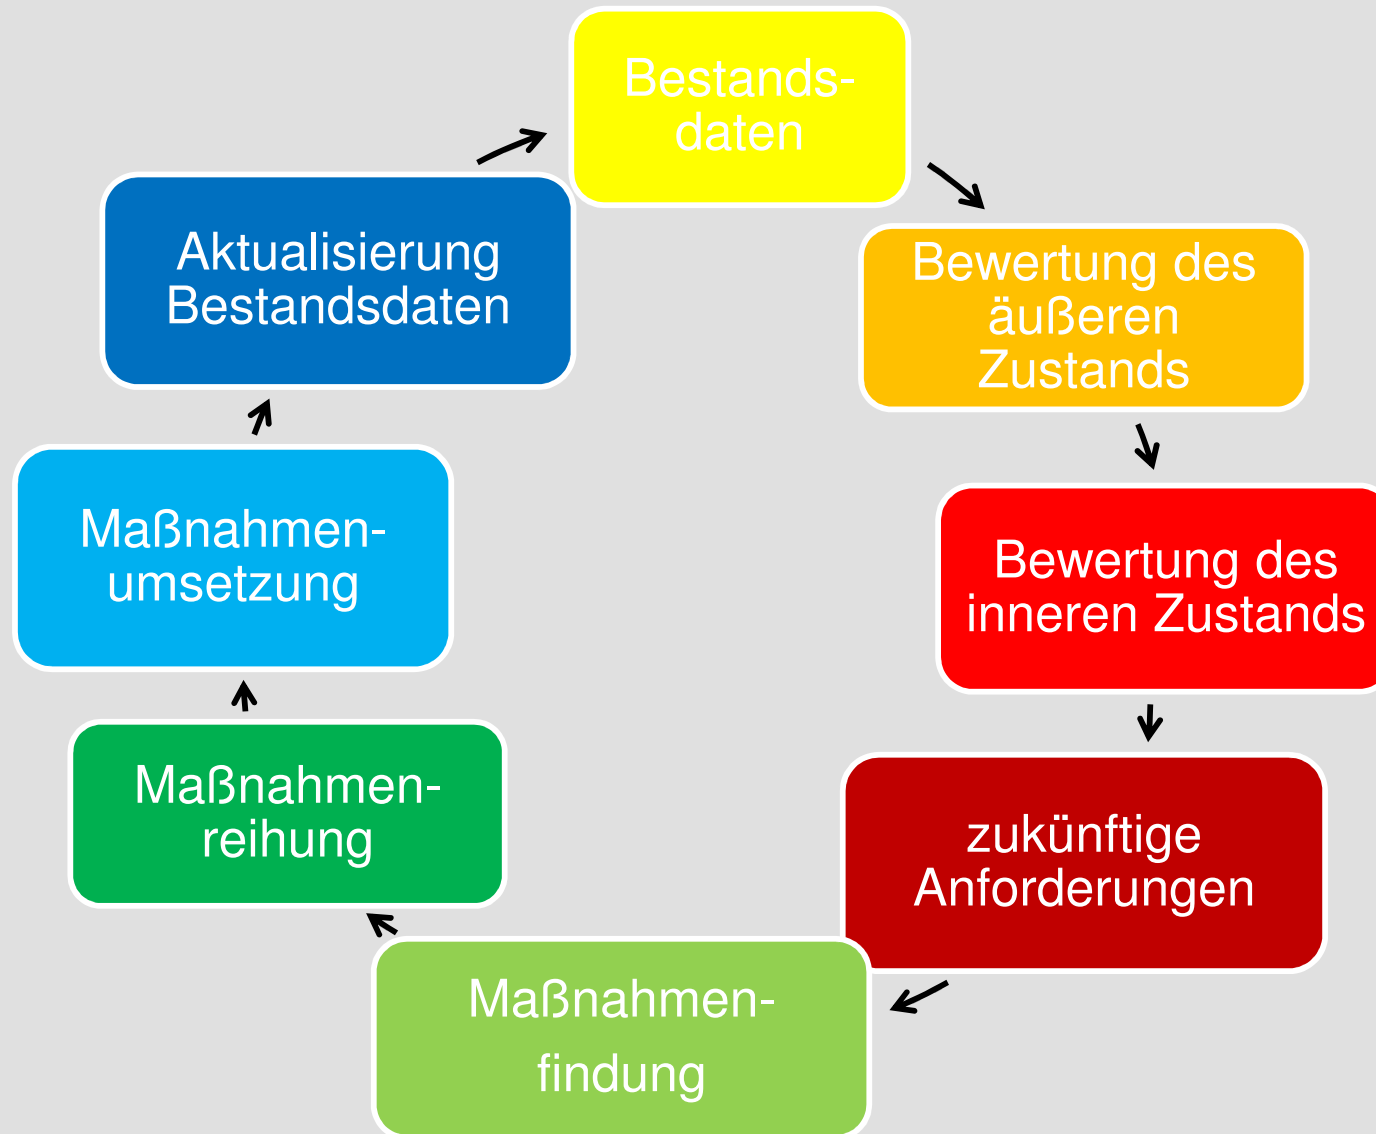 Bestands-
daten
Bewertung des
äußeren
Zustands
Bewertung des
inneren Zustands
zukünftige
Anforderungen
Maßnahmen-
findung
Maßnahmen-
reihung
Maßnahmen-
umsetzung
Aktualisierung
Bestandsdaten